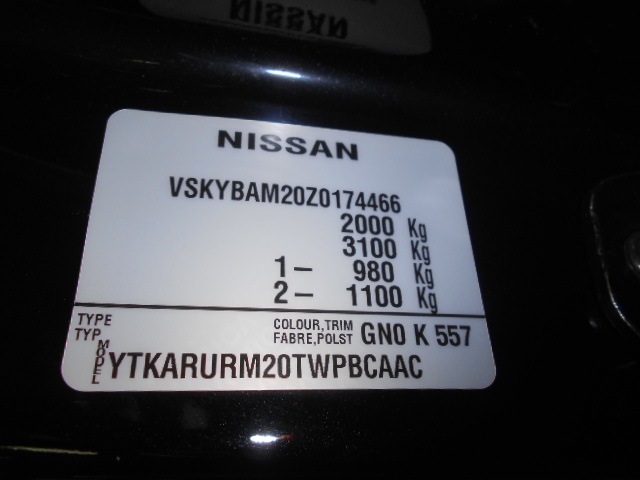 NISSAN
NISSAN
VSKYBAM20Z0174466
2000 Kg
3100 Kg
1 – 980 Kg
2 – 1100 Kg
TYPE
TYP
COLOUR,TRIM
FABRE,POLST
GN0 K 557
MODEL
YTKARURM20TWPBCAAC